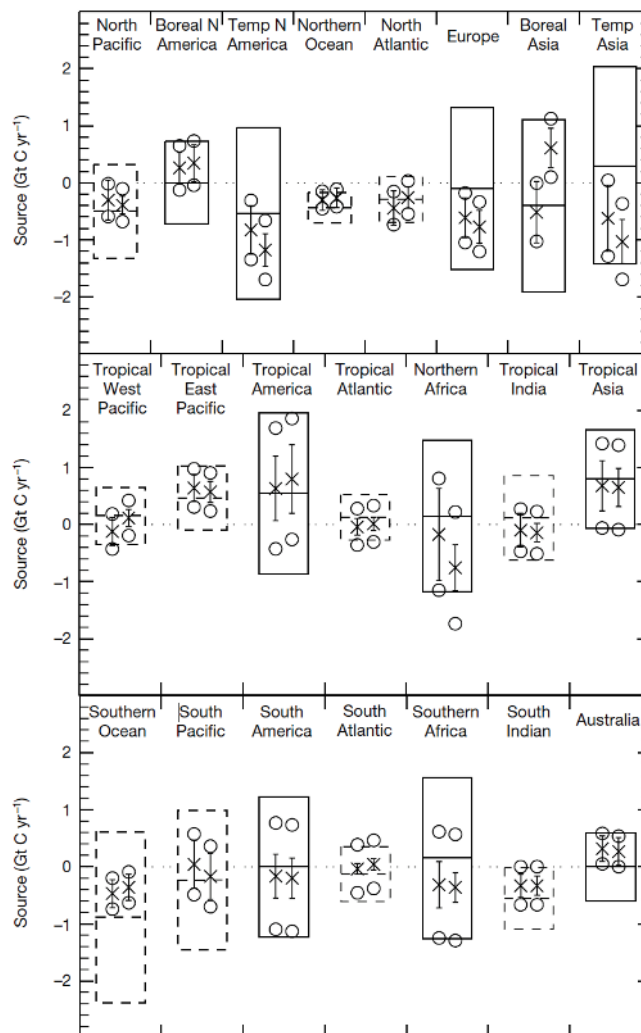 North Pacific
Boreal N America
Temp N America
Northern Ocean
North Atlantic
Europe
Boreal Asia
Temp Asia
Source (Gt C yr⁻¹)
2
1
0
−1
−2
Tropical West Pacific
Tropical East Pacific
Tropical America
Tropical Atlantic
Northern Africa
Tropical India
Tropical Asia
Source (Gt C yr⁻¹)
2
1
0
−1
−2
Southern Ocean
South Pacific
South America
South Atlantic
Southern Africa
South Indian
Australia
Source (Gt C yr⁻¹)
2
1
0
−1
−2